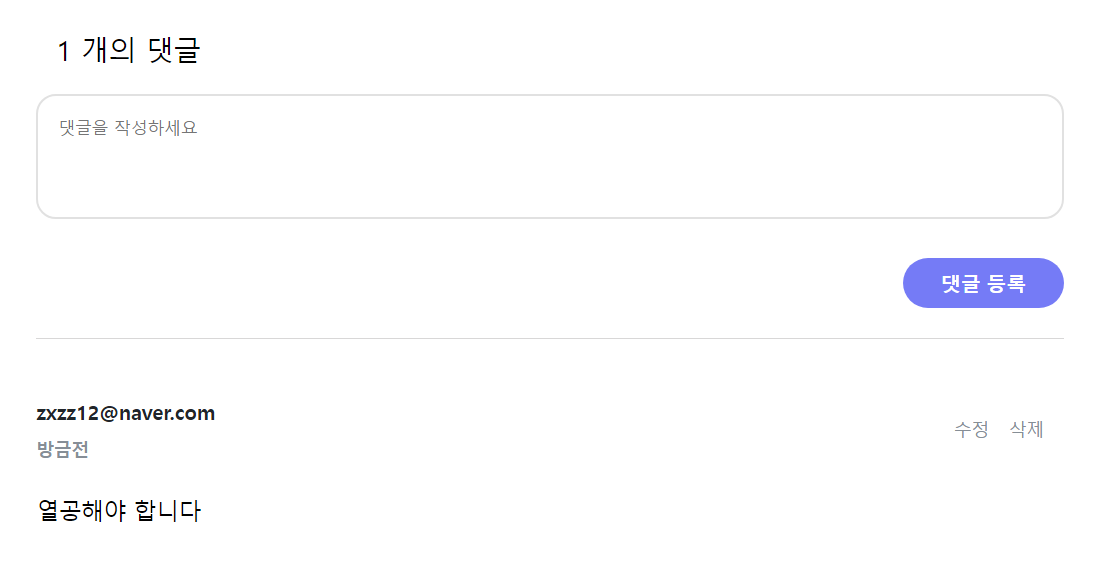 1 개의 댓글
댓글을 작성하세요
댓글 등록
zxzz12@naver.com
수정 삭제
방금전
열공해야 합니다